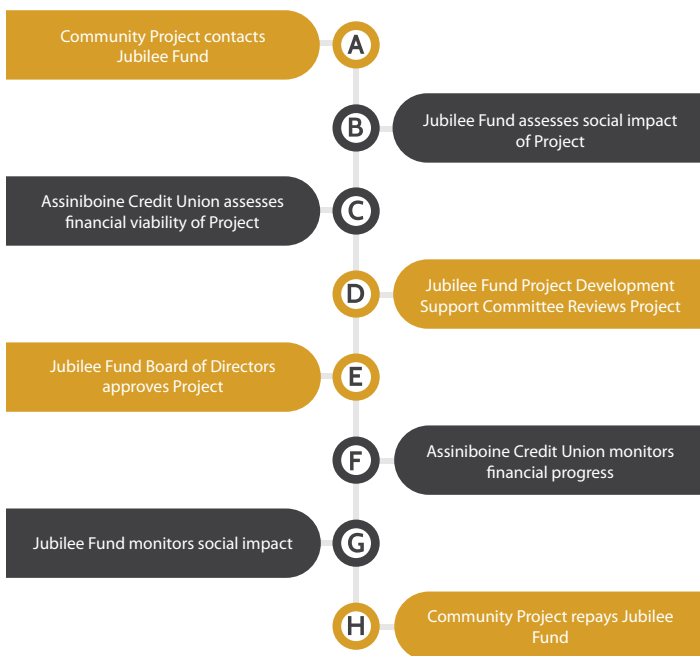 Community Project contacts
Jubilee Fund
A
B
Jubilee Fund assesses social impact
of Project
Assiniboine Credit Union assesses
financial viability of Project
C
D
Jubilee Fund Project Development
Support Committee Reviews Project
Jubilee Fund Board of Directors
approves Project
E
F
Assiniboine Credit Union monitors
financial progress
Jubilee Fund monitors social impact
G
H
Community Project repays Jubilee
Fund